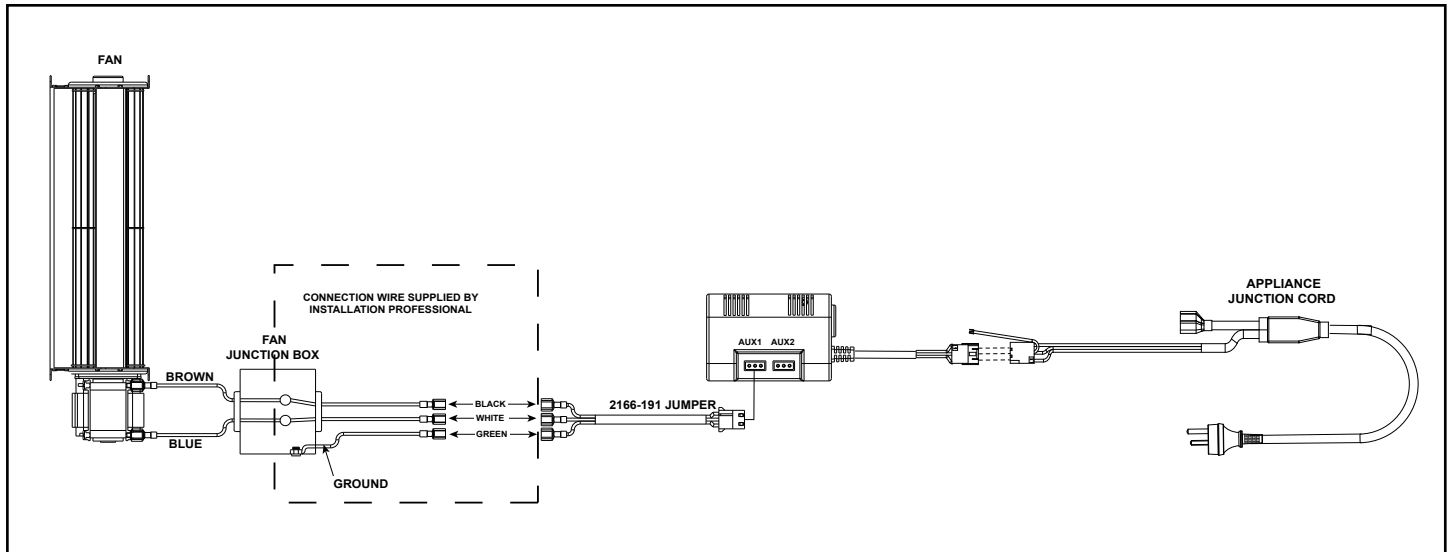 FAN
CONNECTION WIRE SUPPLIED BY
INSTALLATION PROFESSIONAL
APPLIANCE
JUNCTION CORD
FAN
JUNCTION BOX
AUX1 AUX2
BROWN
BLACK
2166-191 JUMPER
WHITE
GREEN
BLUE
GROUND